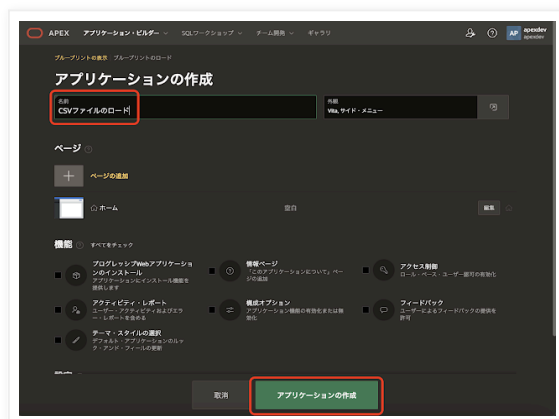 APEX アプリケーション・ビルダー SQLワークショップ チーム開発 ギャラリ AP apexdev
apexdev
ブループリントの表示 ブループリントのロード
アプリケーションの作成
名前
CSVファイルのロード
外観
Vita, サイド・メニュー
ページ
ページの追加
ホーム 空白 編集
機能 すべてをチェック
プログレッシブWebアプリケーショ
ンのインストール
アプリケーションにインストール機能を
提供します
情報ページ
「このアプリケーションについて」ペー
ジの追加
アクセス制御
ロール・ベース・ユーザー認可の有効化
アクティビティ・レポート
ユーザー・アクティビティおよびエラ
ー・レポートを含める
構成オプション
アプリケーション機能の有効化または無
効化
フィードバック
ユーザーによるフィードバックの提供を
許可
テーマ・スタイルの選択
デフォルト・アプリケーションのルッ
ク・アンド・フィールの更新
取消 アプリケーションの作成